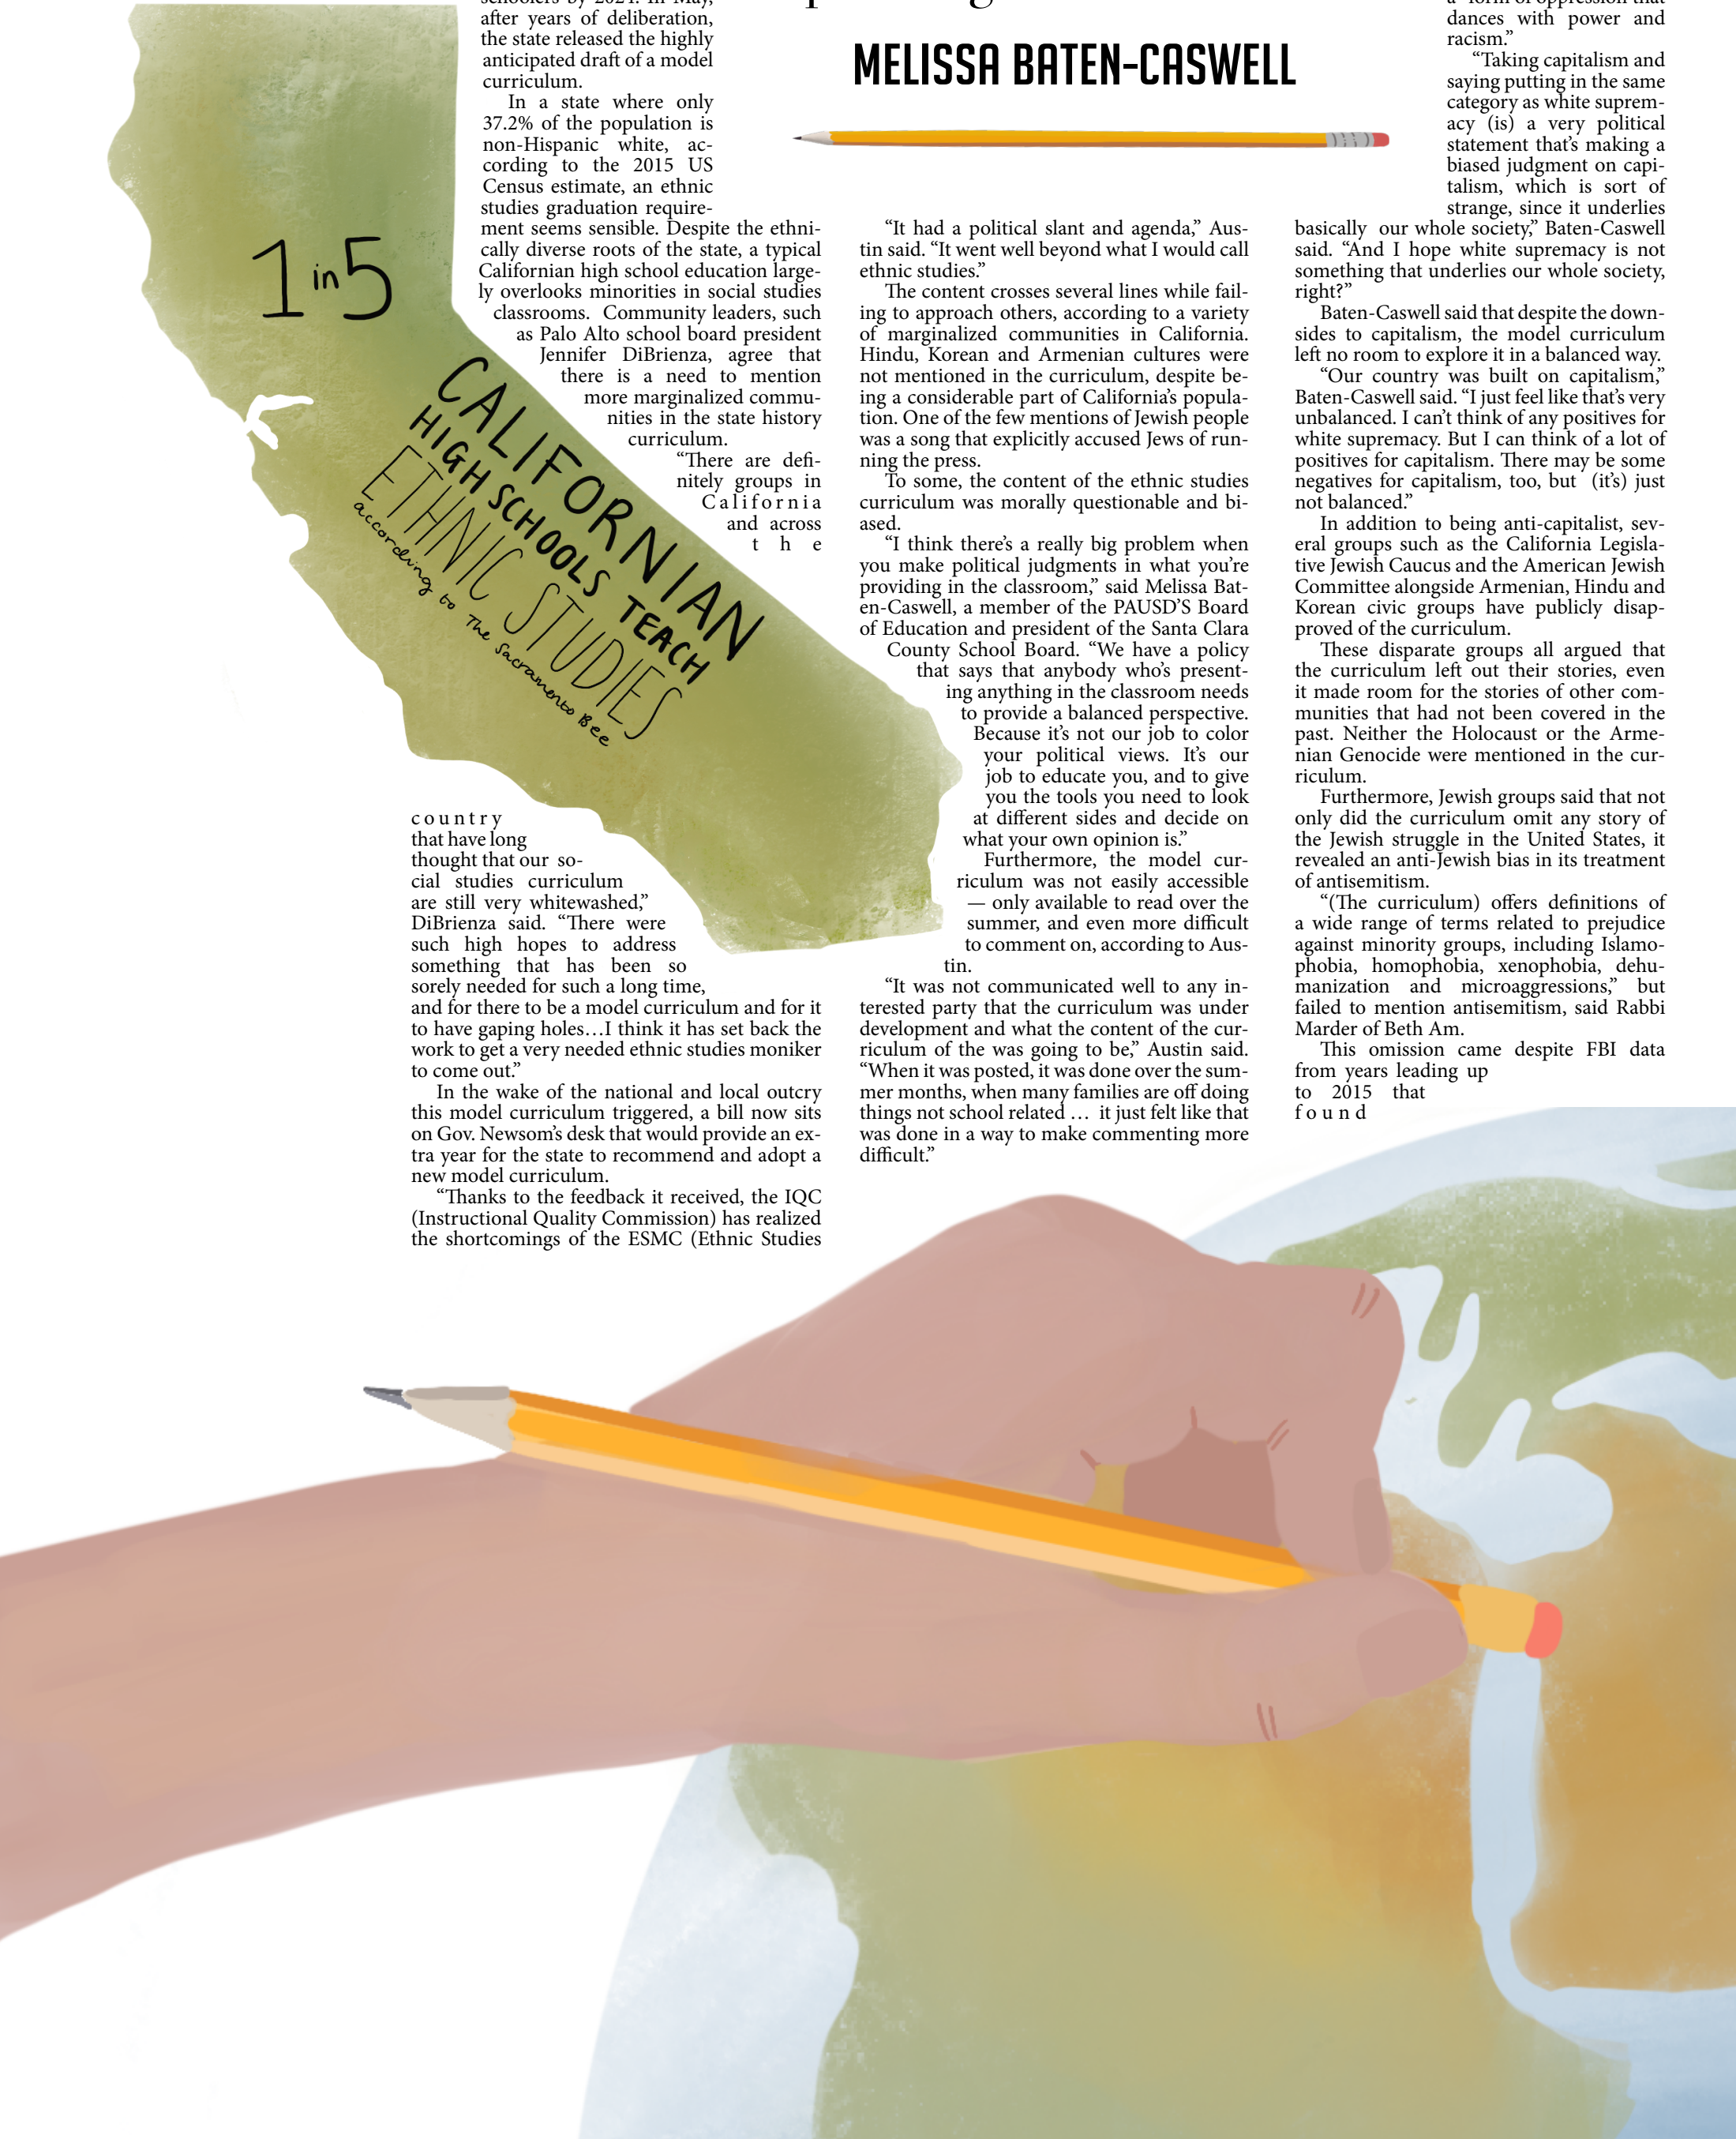 schoolers by 2024. In May,
after years of deliberation,
the state released the highly
anticipated draft of a model
curriculum.
In a state where only
37.2% of the population is
non-Hispanic white, ac-
cording to the 2015 US
Census estimate, an ethnic
studies graduation require-
ment seems sensible. Despite the ethni-
cally diverse roots of the state, a typical
Californian high school education large-
ly overlooks minorities in social studies
classrooms. Community leaders, such
as Palo Alto school board president
Jennifer DiBrienza, agree that
there is a need to mention
more marginalized commu-
nities in the state history
curriculum.
“There are defi-
nitely groups in
California
and across
the
country
that have long
thought that our so-
cial studies curriculum
are still very whitewashed,”
DiBrienza said. “There were
such high hopes to address
something that has been so
sorely needed for such a long time,
and for there to be a model curriculum and for it
to have gaping holes…I think it has set back the
work to get a very needed ethnic studies moniker
to come out.”
In the wake of the national and local outcry
this model curriculum triggered, a bill now sits
on Gov. Newsom’s desk that would provide an ex-
tra year for the state to recommend and adopt a
new model curriculum.
“Thanks to the feedback it received, the IQC
(Instructional Quality Commission) has realized
the shortcomings of the ESMC (Ethnic Studies
1 in 5
CALIFORNIAN
HIGH SCHOOLS TEACH
ETHNIC STUDIES
according to The Sacramento Bee
MELISSA BATEN-CASWELL
“It had a political slant and agenda,” Aus-
tin said. “It went well beyond what I would call
ethnic studies.”
The content crosses several lines while fail-
ing to approach others, according to a variety
of marginalized communities in California.
Hindu, Korean and Armenian cultures were
not mentioned in the curriculum, despite be-
ing a considerable part of California’s popula-
tion. One of the few mentions of Jewish people
was a song that explicitly accused Jews of run-
ning the press.
To some, the content of the ethnic studies
curriculum was morally questionable and bi-
ased.
“I think there’s a really big problem when
you make political judgments in what you’re
providing in the classroom,” said Melissa Bat-
en-Caswell, a member of the PAUSD’S Board
of Education and president of the Santa Clara
County School Board. “We have a policy
that says that anybody who’s present-
ing anything in the classroom needs
to provide a balanced perspective.
Because it’s not our job to color
your political views. It’s our
job to educate you, and to give
you the tools you need to look
at different sides and decide on
what your own opinion is.”
Furthermore, the model cur-
riculum was not easily accessible
— only available to read over the
summer, and even more difficult
to comment on, according to Aus-
tin.
“It was not communicated well to any in-
terested party that the curriculum was under
development and what the content of the cur-
riculum of the was going to be,” Austin said.
“When it was posted, it was done over the sum-
mer months, when many families are off doing
things not school related … it just felt like that
was done in a way to make commenting more
difficult.”
a “form of oppression that
dances with power and
racism.”
“Taking capitalism and
saying putting in the same
category as white suprem-
acy (is) a very political
statement that’s making a
biased judgment on capi-
talism, which is sort of
strange, since it underlies
basically our whole society,” Baten-Caswell
said. “And I hope white supremacy is not
something that underlies our whole society,
right?”
Baten-Caswell said that despite the down-
sides to capitalism, the model curriculum
left no room to explore it in a balanced way.
“Our country was built on capitalism,”
Baten-Caswell said. “I just feel like that’s very
unbalanced. I can’t think of any positives for
white supremacy. But I can think of a lot of
positives for capitalism. There may be some
negatives for capitalism, too, but (it’s) just
not balanced.”
In addition to being anti-capitalist, sev-
eral groups such as the California Legisla-
tive Jewish Caucus and the American Jewish
Committee alongside Armenian, Hindu and
Korean civic groups have publicly disap-
proved of the curriculum.
These disparate groups all argued that
the curriculum left out their stories, even
it made room for the stories of other com-
munities that had not been covered in the
past. Neither the Holocaust or the Arme-
nian Genocide were mentioned in the cur-
riculum.
Furthermore, Jewish groups said that not
only did the curriculum omit any story of
the Jewish struggle in the United States, it
revealed an anti-Jewish bias in its treatment
of antisemitism.
“(The curriculum) offers definitions of
a wide range of terms related to prejudice
against minority groups, including Islamo-
phobia, homophobia, xenophobia, dehu-
manization and microaggressions,” but
failed to mention antisemitism, said Rabbi
Marder of Beth Am.
This omission came despite FBI data
from years leading up
to 2015 that
found